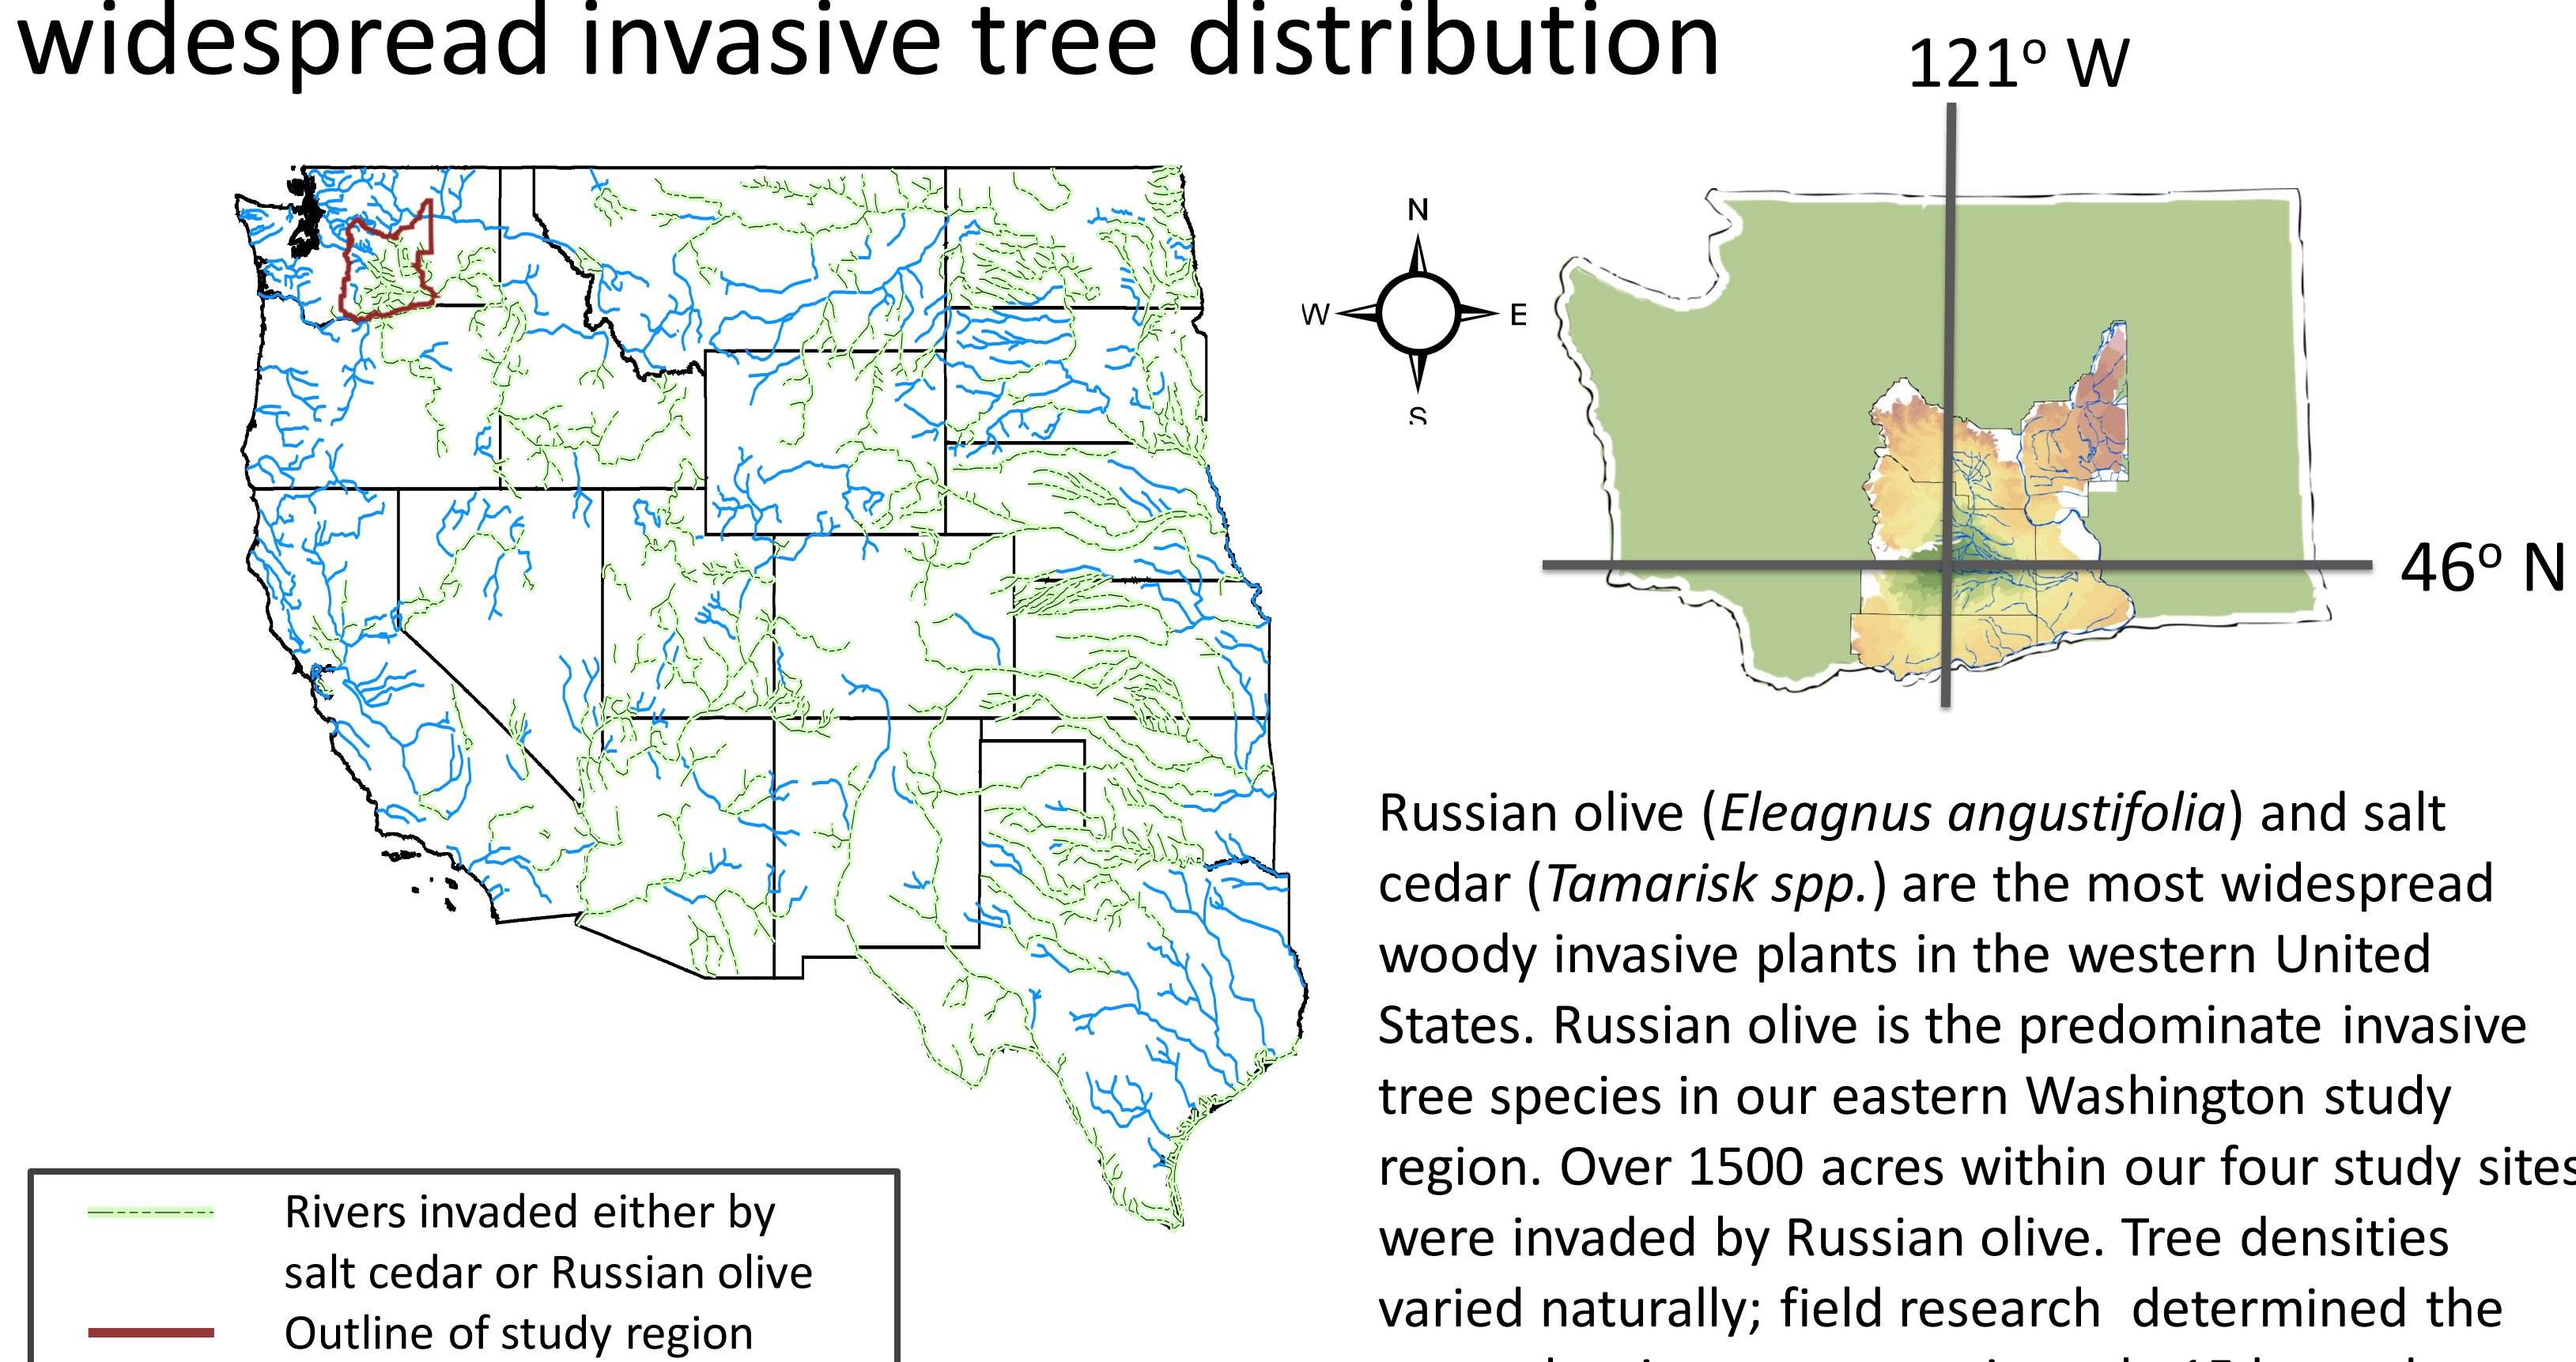 widespread invasive tree distribution
121º W
N
W
E
S
46º N
Russian olive (Eleagnus angustifolia) and salt
cedar (Tamarisk spp.) are the most widespread
woody invasive plants in the western United
States. Russian olive is the predominate invasive
tree species in our eastern Washington study
region. Over 1500 acres within our four study sites
were invaded by Russian olive. Tree densities
varied naturally; field research determined the
Rivers invaded either by
salt cedar or Russian olive
Outline of study region